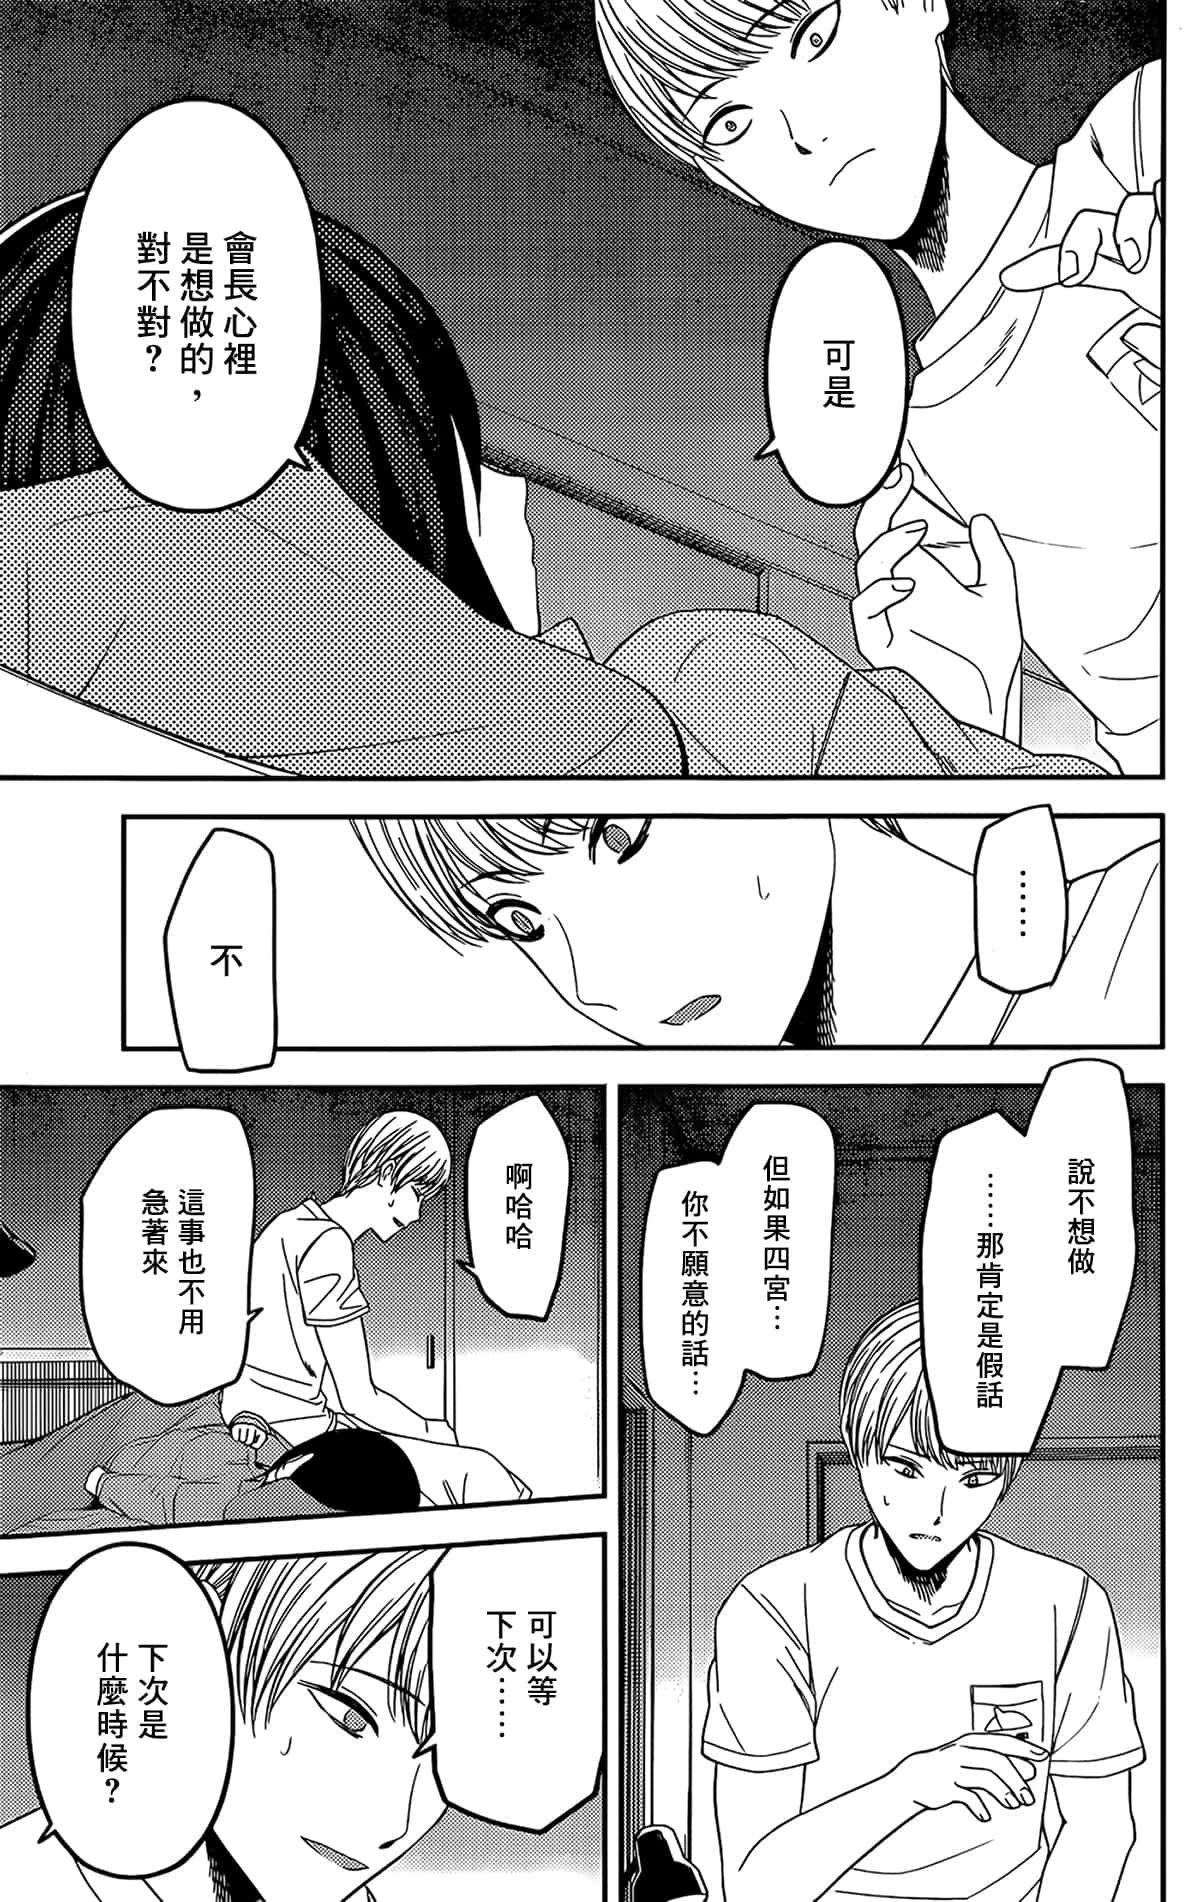 可是
會長心裡
是想做的，
對不對？
……
不
說不想做
……那肯定是假話
但如果四宮…
你不願意的話…
啊哈哈
這事也不用
急著來
可以等
下次……
下次是
什麼時候？